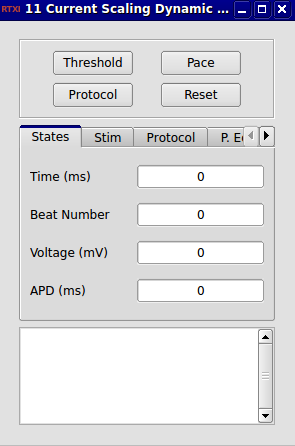 RTXI 11 Current Scaling Dynamic ...
Threshold Pace
Protocol Reset
States Stim Protocol P.
Time (ms) 0
Beat Number 0
Voltage (mV) 0
APD (ms) 0